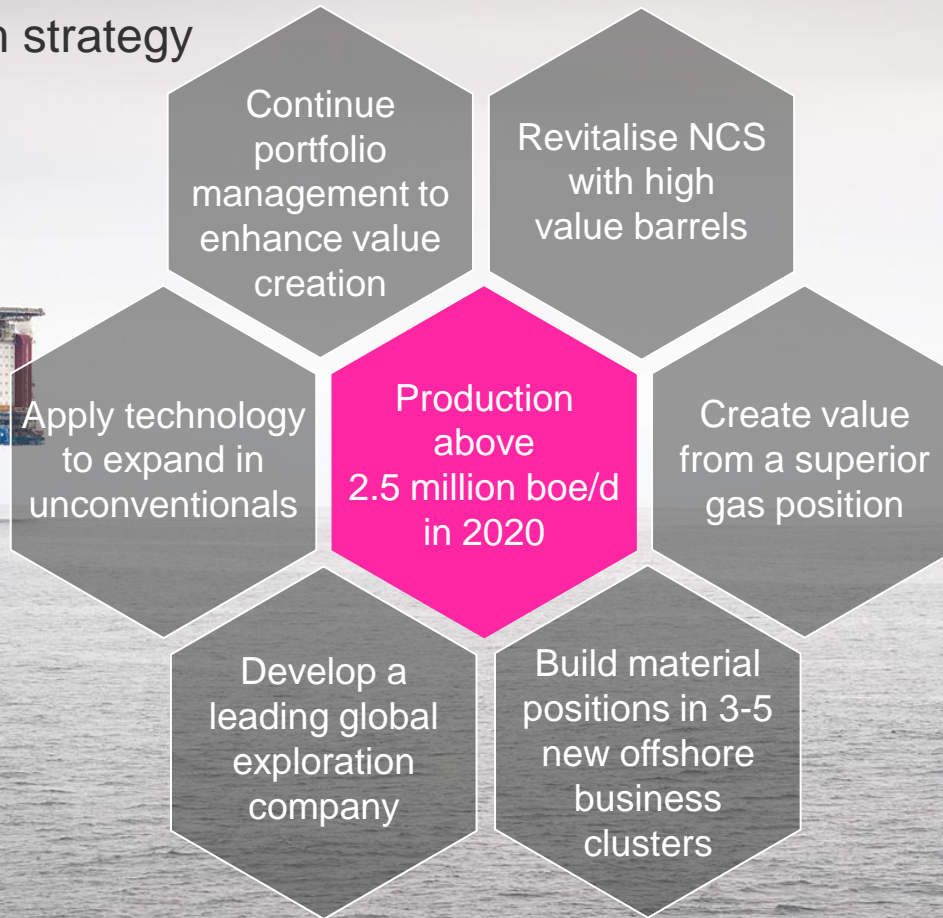 strategy
Continue
portfolio
management to
enhance value
creation
Revitalise NCS
with high
value barrels
Apply technology
to expand in
unconventionals
Production
above
2.5 million boe/d
in 2020
Create value
from a superior
gas position
Develop a
leading global
exploration
company
Build material
positions in 3-5
new offshore
business
clusters